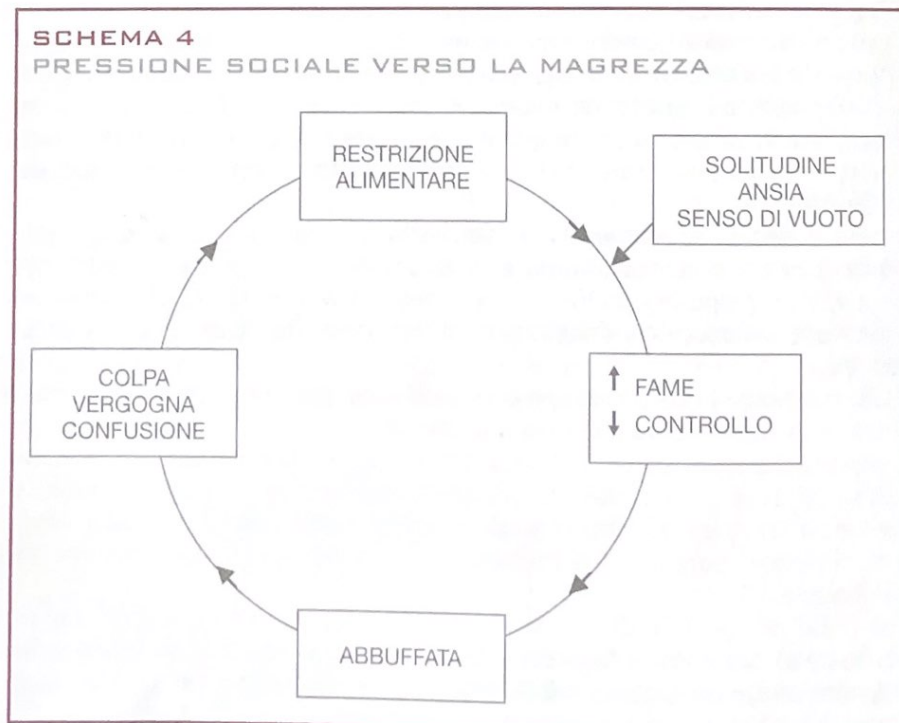 SCHEMA 4
PRESSIONE SOCIALE VERSO LA MAGREZZA
RESTRIZIONE
ALIMENTARE
SOLITUDINE
ANSIA
SENSO DI VUOTO
↑ FAME
↓ CONTROLLO
ABBUFFATA
COLPA
VERGOGNA
CONFUSIONE